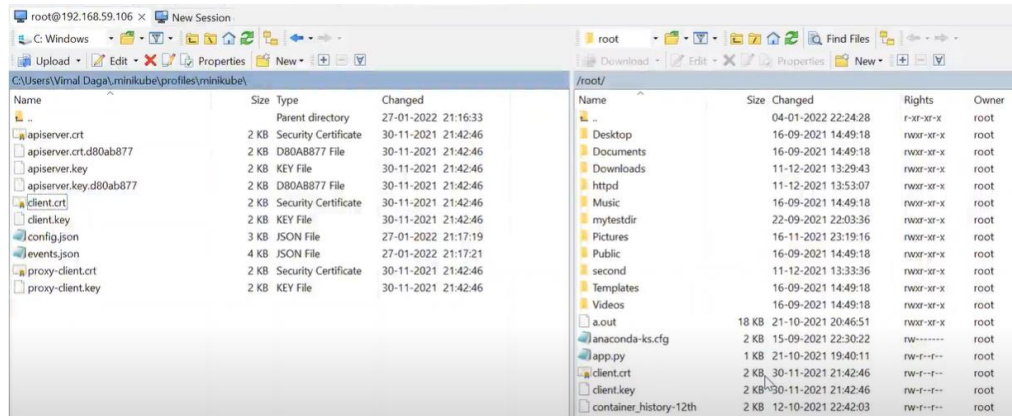 root@192.168.59.106 × New Session
C: Windows
Upload Edit Properties New
C:\Users\Vimal Daga\.minikube\profiles\minikube\
Name Size Type Changed
.. Parent directory 27-01-2022 21:16:33
apiserver.crt 2 KB Security Certificate 30-11-2021 21:42:46
apiserver.crt.d80ab877 2 KB D80AB877 File 30-11-2021 21:42:46
apiserver.key 2 KB KEY File 30-11-2021 21:42:46
apiserver.key.d80ab877 2 KB D80AB877 File 30-11-2021 21:42:46
client.crt 2 KB Security Certificate 30-11-2021 21:42:46
client.key 2 KB KEY File 30-11-2021 21:42:46
config.json 3 KB JSON File 27-01-2022 21:17:19
events.json 4 KB JSON File 27-01-2022 21:17:21
proxy-client.crt 2 KB Security Certificate 30-11-2021 21:42:46
proxy-client.key 2 KB KEY File 30-11-2021 21:42:46
root Find Files
Download Edit Properties New
/root/
Name Size Changed Rights Owner
.. 04-01-2022 22:24:28 r-xr-xr-x root
Desktop 16-09-2021 14:49:18 rwxr-xr-x root
Documents 16-09-2021 14:49:18 rwxr-xr-x root
Downloads 11-12-2021 13:29:43 rwxr-xr-x root
httpd 11-12-2021 13:53:07 rwxr-xr-x root
Music 16-09-2021 14:49:18 rwxr-xr-x root
mytestdir 22-09-2021 22:03:36 rwxr-xr-x root
Pictures 16-11-2021 23:19:16 rwxr-xr-x root
Public 16-09-2021 14:49:18 rwxr-xr-x root
second 11-12-2021 13:33:36 rwxr-xr-x root
Templates 16-09-2021 14:49:18 rwxr-xr-x root
Videos 16-09-2021 14:49:18 rwxr-xr-x root
a.out 18 KB 21-10-2021 20:46:51 rwxr-xr-x root
anaconda-ks.cfg 2 KB 15-09-2021 22:30:22 rw------- root
app.py 1 KB 21-10-2021 19:40:11 rw-r--r-- root
client.crt 2 KB 30-11-2021 21:42:46 rw-r--r-- root
client.key 2 KB 30-11-2021 21:42:46 rw-r--r-- root
container_history-12th 2 KB 12-10-2021 22:42:03 rw-r--r-- root